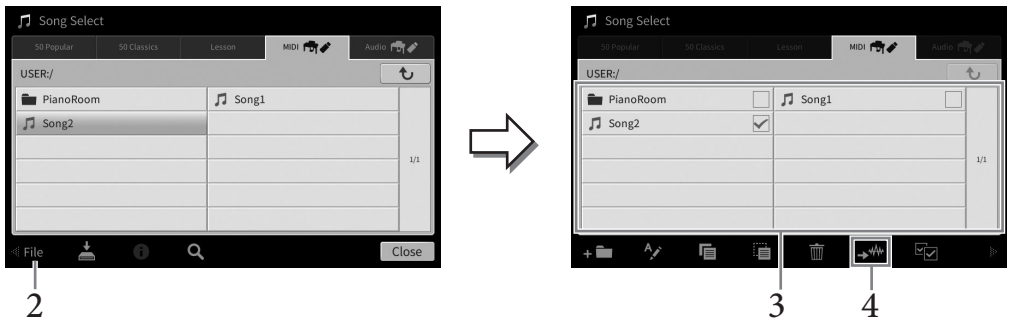 Song Select
50 Popular 50 Classics Lesson MIDI Audio
USER:/
PianoRoom Song1
Song2
1/1
File Close
2
Song Select
50 Popular 50 Classics Lesson MIDI Audio
USER:/
PianoRoom Song1
Song2
1/1
3 4